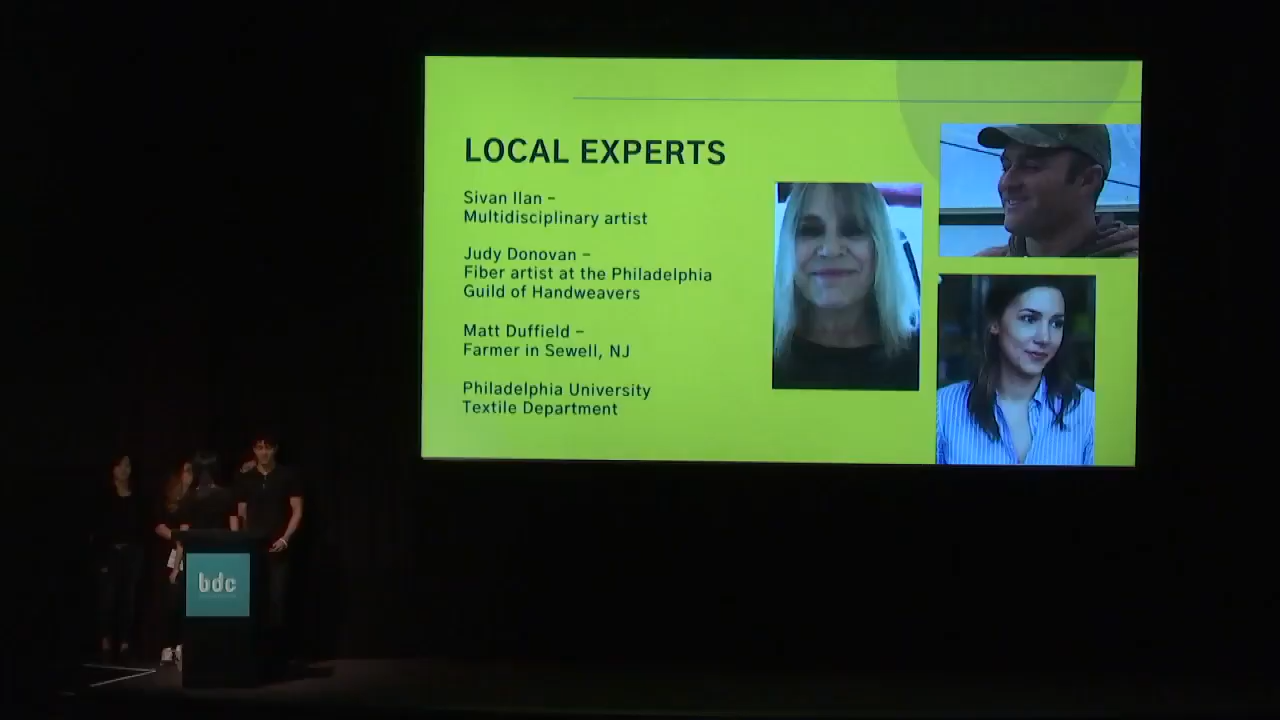 LOCAL EXPERTS
Sivan Ilan –
Multidisciplinary artist
Judy Donovan –
Fiber artist at the Philadelphia
Guild of Handweavers
Matt Duffield –
Farmer in Sewell, NJ
Philadelphia University
Textile Department
bdc